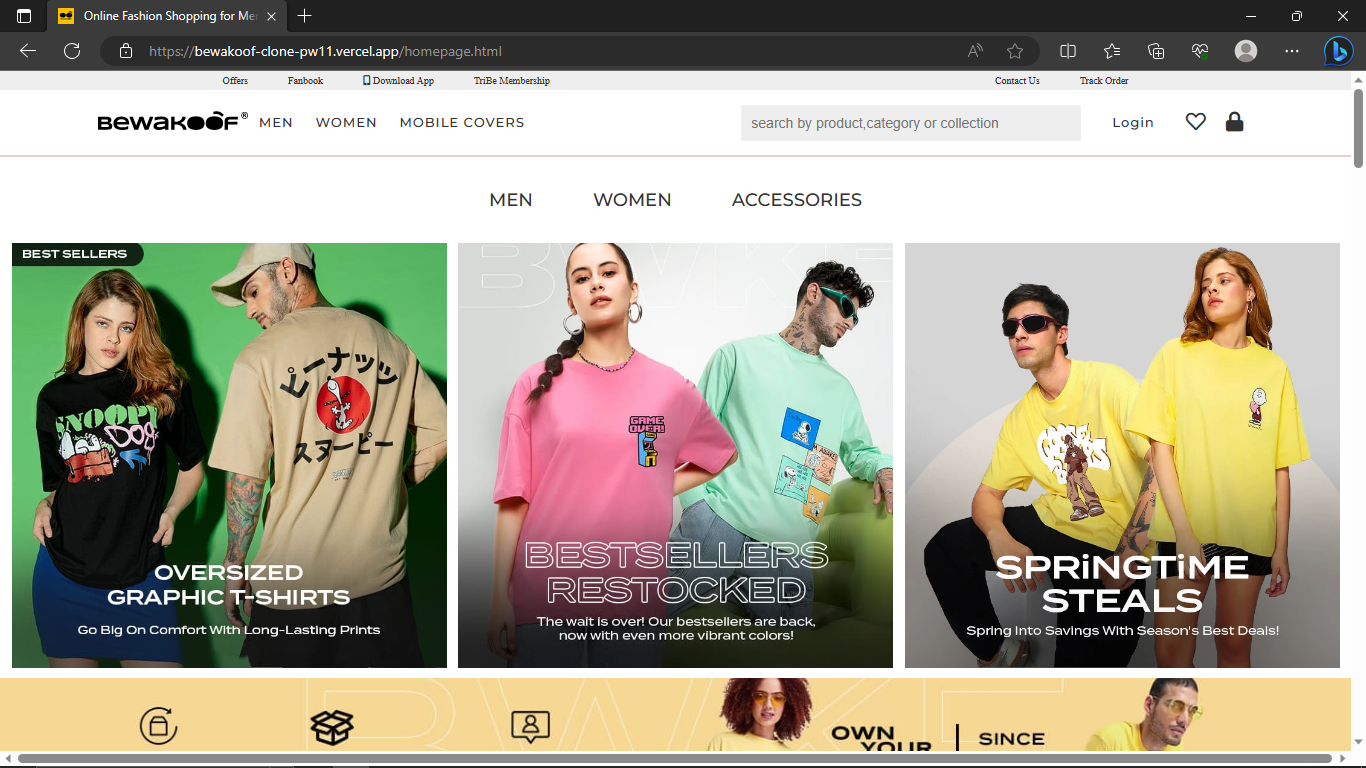 Online Fashion Shopping for Me
https://bewakoof-clone-pw11.vercel.app/homepage.html
Offers
Fanbook
Download App
TriBe Membership
Contact Us
Track Order
BEWAKOOF®
MEN
WOMEN
MOBILE COVERS
search by product,category or collection
Login
MEN
WOMEN
ACCESSORIES
BEST SELLERS
ピーナッツ
スヌーピー
SNOOPY
DOG
OVERSIZED
GRAPHIC T-SHIRTS
Go Big On Comfort With Long-Lasting Prints
BWKF
GAME
OVER!
BESTSELLERS
RESTOCKED
The wait is over! Our bestsellers are back,
now with even more vibrant colors!
SPRiNGTiME
STEALS
Spring Into Savings With Season's Best Deals!
BWKF
OWN
YOUR
SINCE